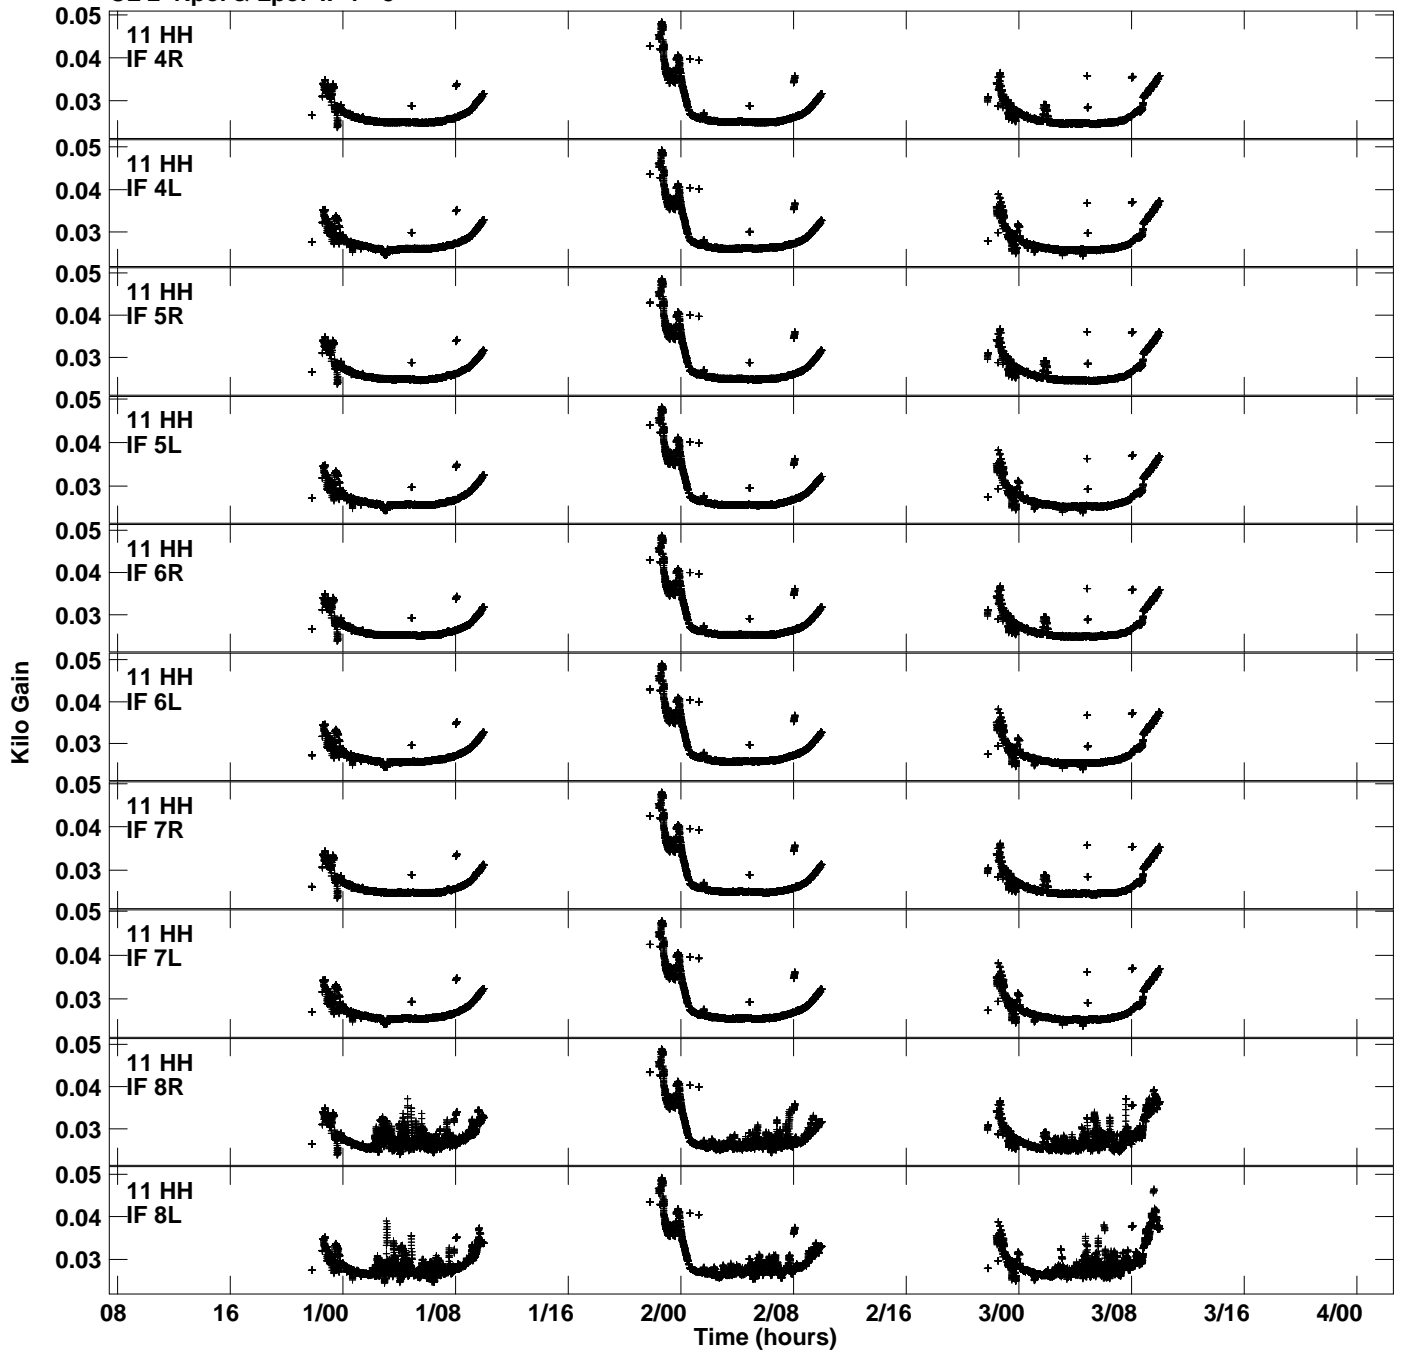 0.05
11 HH
IF 4R
0.04
0.03
0.05
11 HH
IF 4L
0.04
0.03
0.05
11 HH
IF 5R
0.04
0.03
0.05
11 HH
IF 5L
0.04
0.03
0.05
11 HH
IF 6R
0.04
0.03
0.05
11 HH
IF 6L
0.04
0.03
0.05
11 HH
IF 7R
0.04
0.03
0.05
11 HH
IF 7L
0.04
0.03
0.05
11 HH
IF 8R
0.04
0.03
0.05
11 HH
IF 8L
0.04
0.03
Kilo Gain
08 16 1/00 1/08 1/16 2/00 2/08 2/16 3/00 3/08 3/16 4/00
Time (hours)